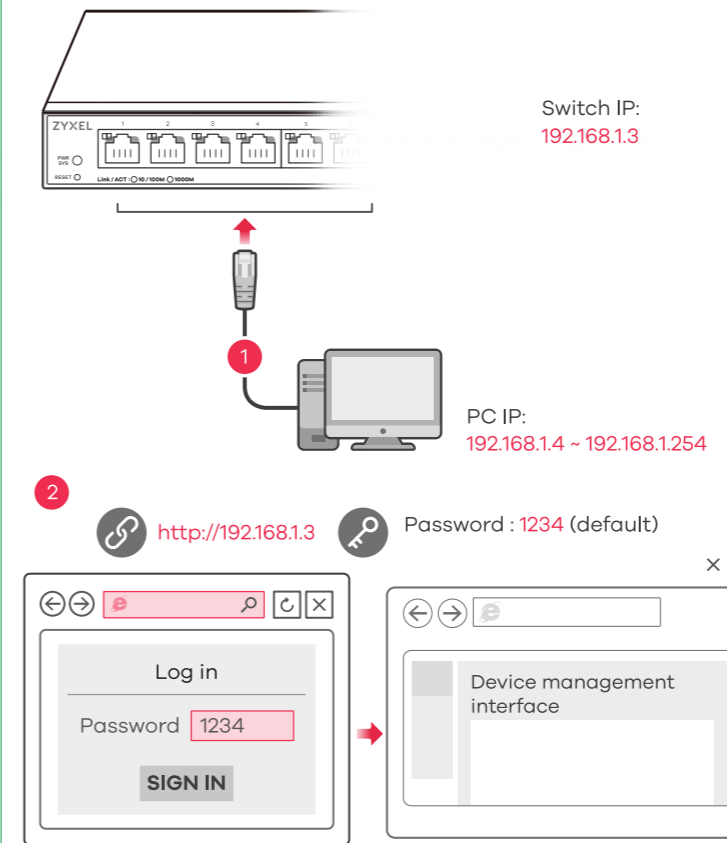 ZYXEL
1 2 3 4 5
PWR
SYS
RESET
Link / ACT : 10 / 100M 1000M
Switch IP:
192.168.1.3
1
PC IP:
192.168.1.4 ~ 192.168.1.254
2
http://192.168.1.3
Password : 1234 (default)
Log in
Password 1234
SIGN IN
Device management
interface